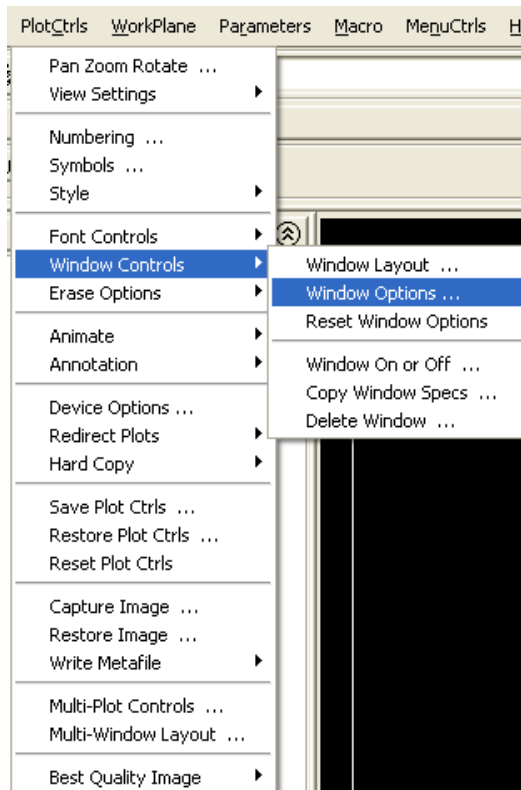 PlotCtrls WorkPlane Parameters Macro MenuCtrls H
Pan Zoom Rotate ...
View Settings
Numbering ...
Symbols ...
Style
Font Controls
Window Controls
Erase Options
Animate
Annotation
Device Options ...
Redirect Plots
Hard Copy
Save Plot Ctrls ...
Restore Plot Ctrls ...
Reset Plot Ctrls
Capture Image ...
Restore Image ...
Write Metafile
Multi-Plot Controls ...
Multi-Window Layout ...
Best Quality Image
Window Layout ...
Window Options ...
Reset Window Options
Window On or Off ...
Copy Window Specs ...
Delete Window ...